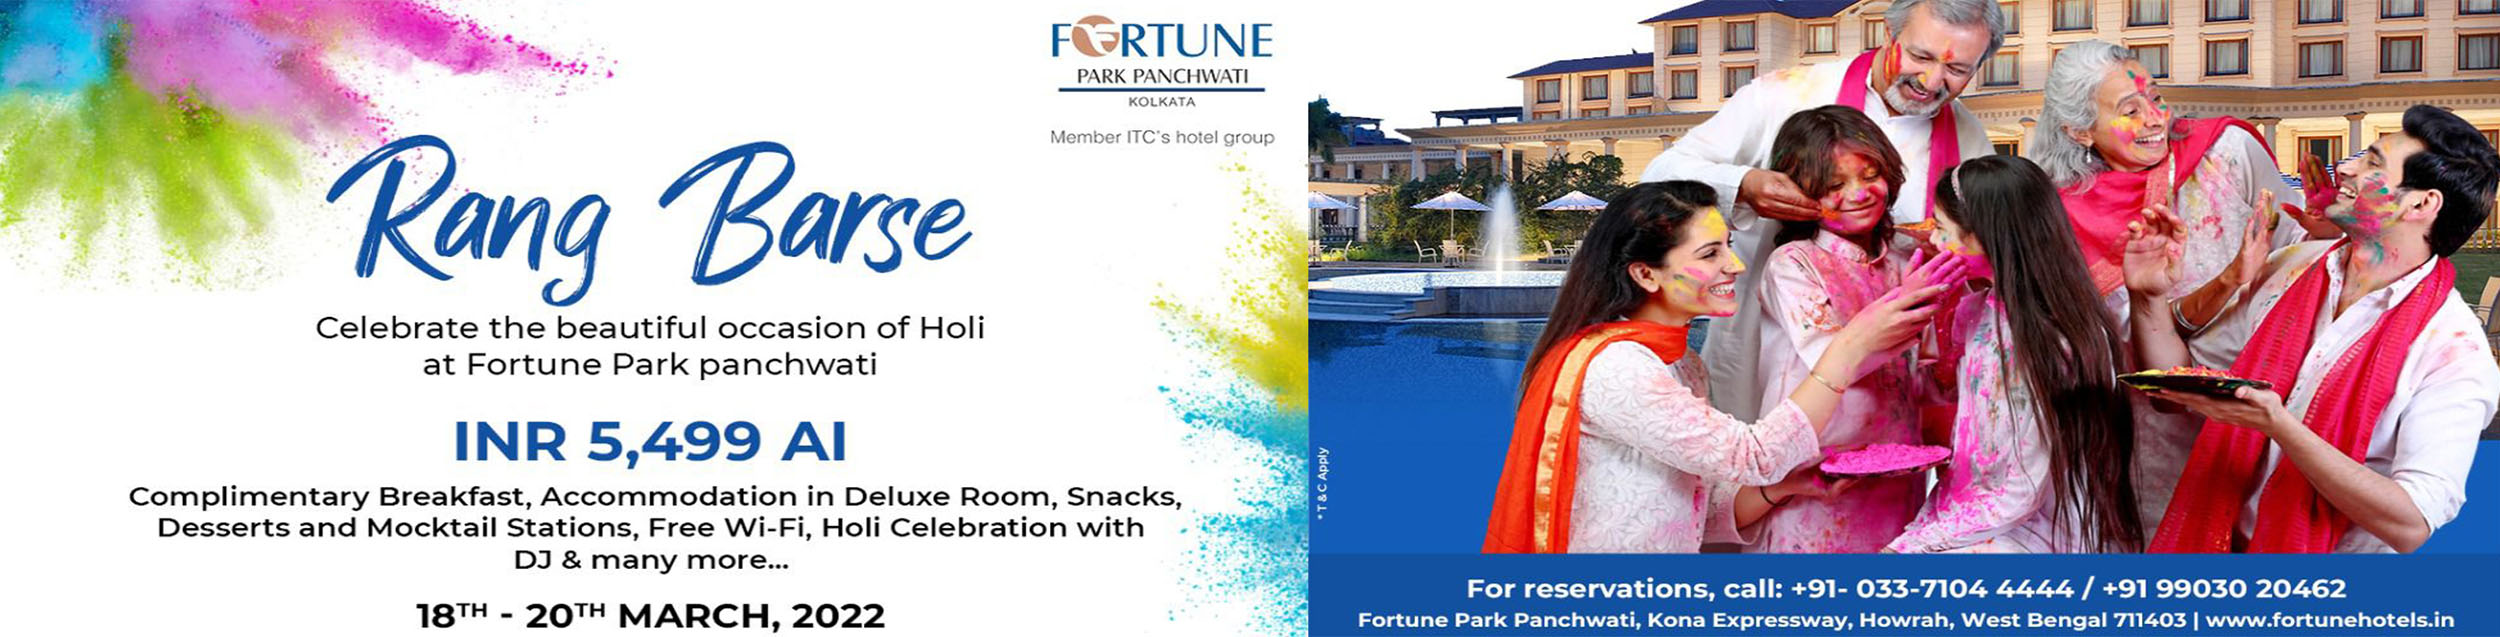 FORTUNE
PARK PANCHWATI
KOLKATA
Member ITC's hotel group
Rang Barse
Celebrate the beautiful occasion of Holi
at Fortune Park panchwati
INR 5,499 AI
Complimentary Breakfast, Accommodation in Deluxe Room, Snacks,
Desserts and Mocktail Stations, Free Wi-Fi, Holi Celebration with
DJ & many more...
18TH - 20TH MARCH, 2022
*T &C Apply
For reservations, call: +91- 033-7104 4444 / +91 99030 20462
Fortune Park Panchwati, Kona Expressway, Howrah, West Bengal 711403 | www.fortunehotels.in